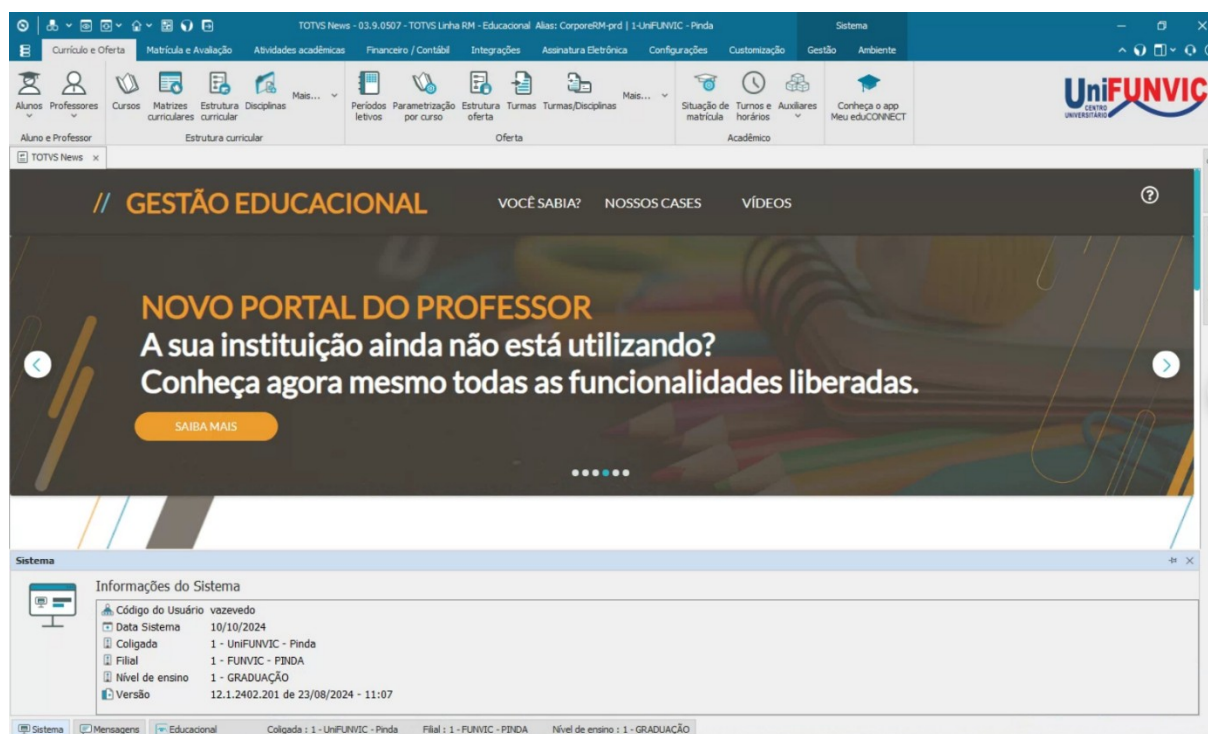 TOTVS News - 03.9.0507 - TOTVS Linha RM - Educacional Alias: CorporeRM-prd | 1-UniFUNVIC - Pinda
Sistema
Currículo e Oferta Matrícula e Avaliação Atividades acadêmicas Financeiro / Contábil Integrações Assinatura Eletrônica Configurações Customização Gestão Ambiente
Alunos Professores Cursos Matrizes curriculares Estrutura curricular Disciplinas Mais... Períodos letivos Parametrização por curso Estrutura oferta Turmas Turmas/Disciplinas Mais... Situação de matrícula Turnos e horários Auxiliares Conheça o app Meu eduCONNECT
UniFUNVIC
CENTRO
UNIVERSITÁRIO
Aluno e Professor Estrutura curricular Oferta Acadêmico
TOTVS News
// GESTÃO EDUCACIONAL VOCÊ SABIA? NOSSOS CASES VÍDEOS
NOVO PORTAL DO PROFESSOR
A sua instituição ainda não está utilizando?
Conheça agora mesmo todas as funcionalidades liberadas.
SAIBA MAIS
Sistema
Informações do Sistema
Código do Usuário vazevedo
Data Sistema 10/10/2024
Coligada 1 - UniFUNVIC - Pinda
Filial 1 - FUNVIC - PINDA
Nível de ensino 1 - GRADUAÇÃO
Versão 12.1.2402.201 de 23/08/2024 - 11:07
Sistema Mensagens Educacional Coligada : 1 - UniFUNVIC - Pinda Filial : 1 - FUNVIC - PINDA Nível de ensino : 1 - GRADUAÇÃO